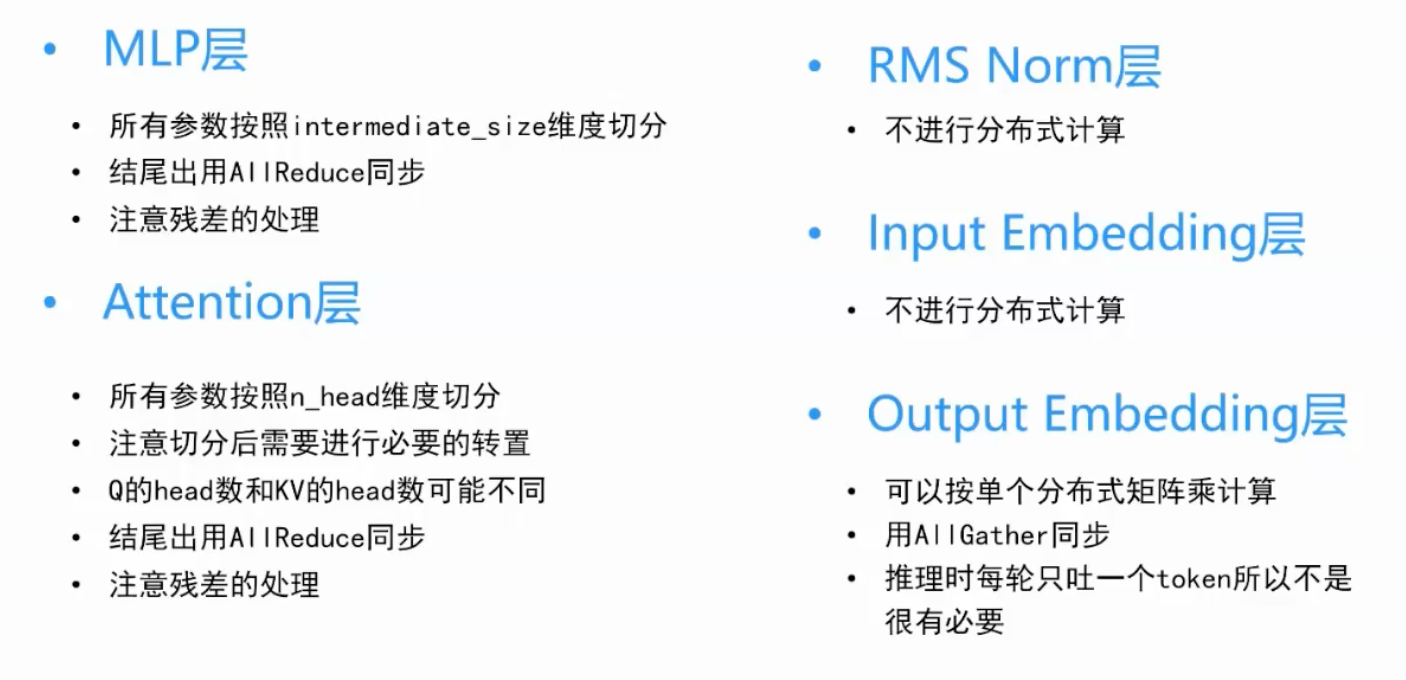 • MLP层
• 所有参数按照intermediate_size维度切分
• 结尾出用AllReduce同步
• 注意残差的处理
• Attention层
• 所有参数按照n_head维度切分
• 注意切分后需要进行必要的转置
• Q的head数和KV的head数可能不同
• 结尾出用AllReduce同步
• 注意残差的处理
• RMS Norm层
• 不进行分布式计算
• Input Embedding层
• 不进行分布式计算
• Output Embedding层
• 可以按单个分布式矩阵乘计算
• 用AllGather同步
• 推理时每轮只吐一个token所以不是
很有必要